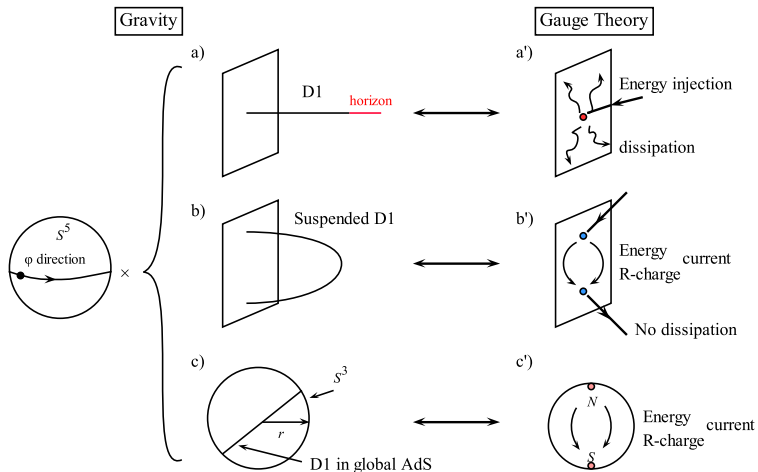 Gravity
Gauge Theory
a)
D1
horizon
a')
Energy injection
dissipation
S⁵
φ direction
×
b)
Suspended D1
b')
Energy
R-charge
current
No dissipation
c)
S³
r
D1 in global AdS
c')
N
S
Energy
R-charge
current